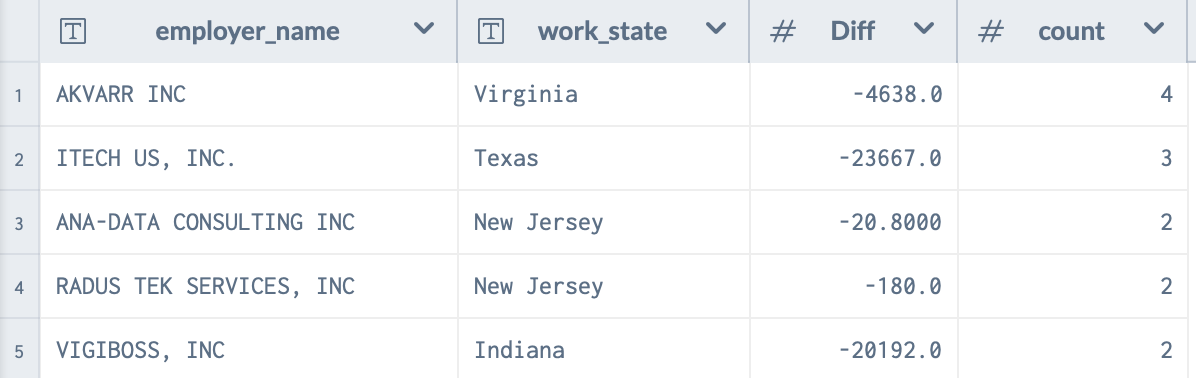 T employer_name T work_state # Diff # count
1 AKVARR INC Virginia -4638.0 4
2 ITECH US, INC. Texas -23667.0 3
3 ANA-DATA CONSULTING INC New Jersey -20.8000 2
4 RADUS TEK SERVICES, INC New Jersey -180.0 2
5 VIGIBOSS, INC Indiana -20192.0 2